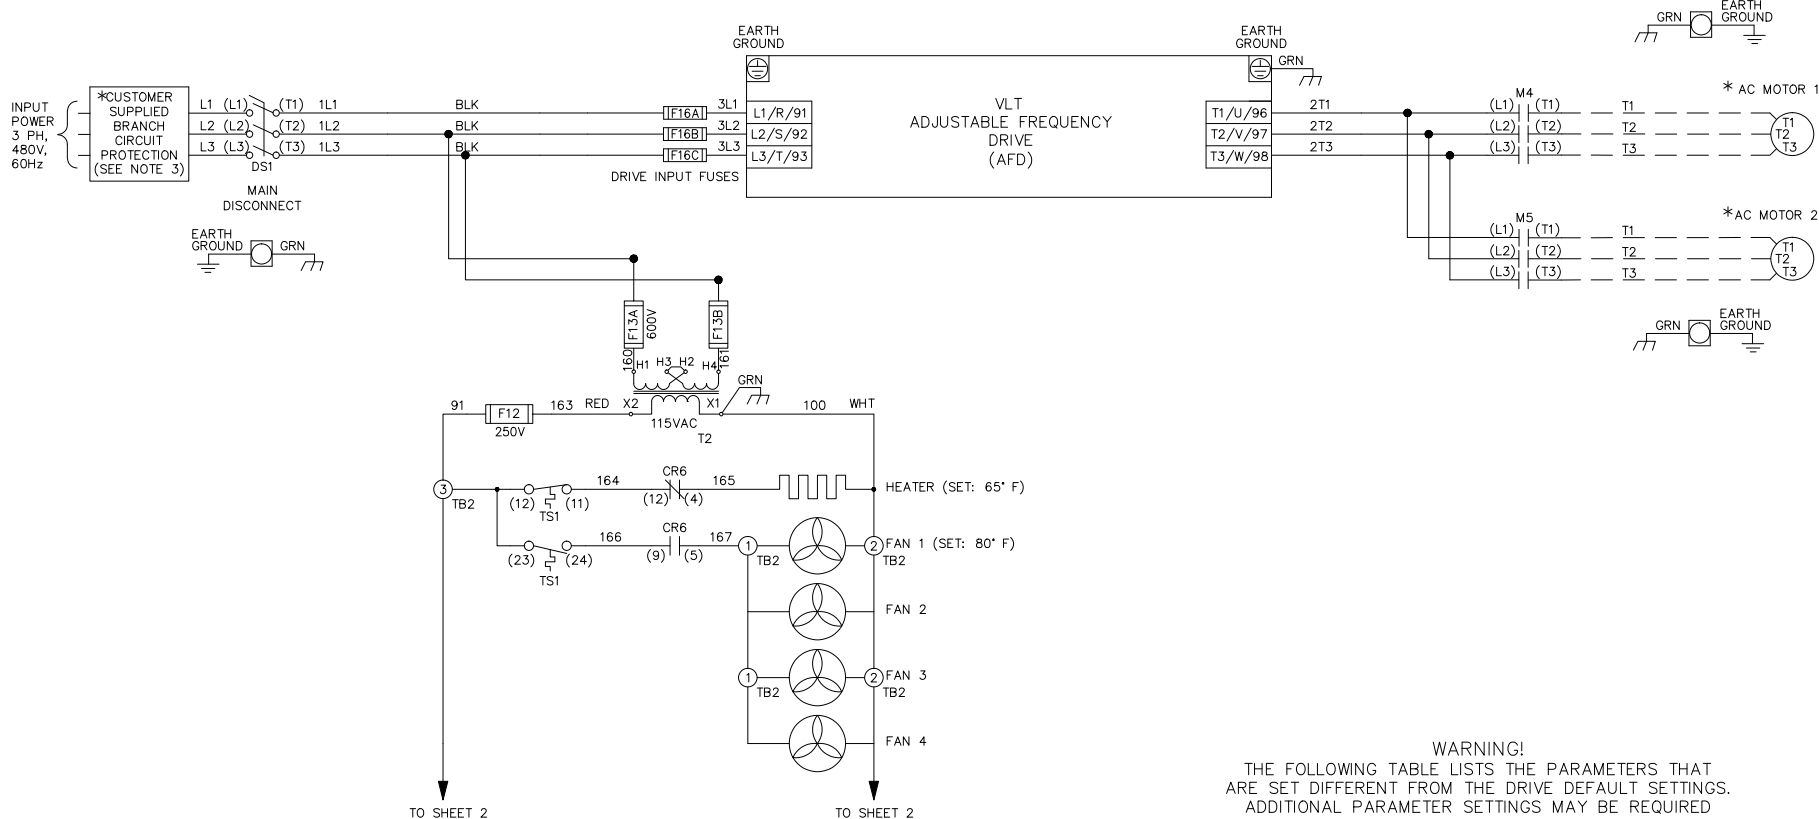 EARTH
GROUND
EARTH
GROUND
GRN
GRN
EARTH
GROUND
INPUT
POWER
3 PH,
480V,
60Hz
*CUSTOMER
SUPPLIED
BRANCH
CIRCUIT
PROTECTION
(SEE NOTE 3)
L1 (L1) (T1) 1L1 BLK F16A 3L1 L1/R/91
L2 (L2) (T2) 1L2 BLK F16B 3L2 L2/S/92
L3 (L3) (T3) 1L3 BLK F16C 3L3 L3/T/93
DS1
MAIN
DISCONNECT
DRIVE INPUT FUSES
VLT
ADJUSTABLE FREQUENCY
DRIVE
(AFD)
T1/U/96 2T1
T2/V/97 2T2
T3/W/98 2T3
M4
(L1) (T1) T1
(L2) (T2) T2
(L3) (T3) T3
* AC MOTOR 1
T1
T2
T3
M5
(L1) (T1) T1
(L2) (T2) T2
(L3) (T3) T3
*AC MOTOR 2
T1
T2
T3
EARTH
GROUND
GRN
GRN
EARTH
GROUND
F13A
600V
F13B
160
161
H1 H3 H2 H4
GRN
91 F12 163 RED X2 X1 100 WHT
250V
115VAC
T2
3
TB2
(12) (11)
TS1
164
CR6
(12) (4)
165
HEATER (SET: 65° F)
(23) (24)
TS1
166
CR6
(9) (5)
167
1
TB2
2
TB2
FAN 1 (SET: 80° F)
FAN 2
1
TB2
2
TB2
FAN 3
FAN 4
TO SHEET 2
TO SHEET 2
WARNING!
THE FOLLOWING TABLE LISTS THE PARAMETERS THAT
ARE SET DIFFERENT FROM THE DRIVE DEFAULT SETTINGS.
ADDITIONAL PARAMETER SETTINGS MAY BE REQUIRED